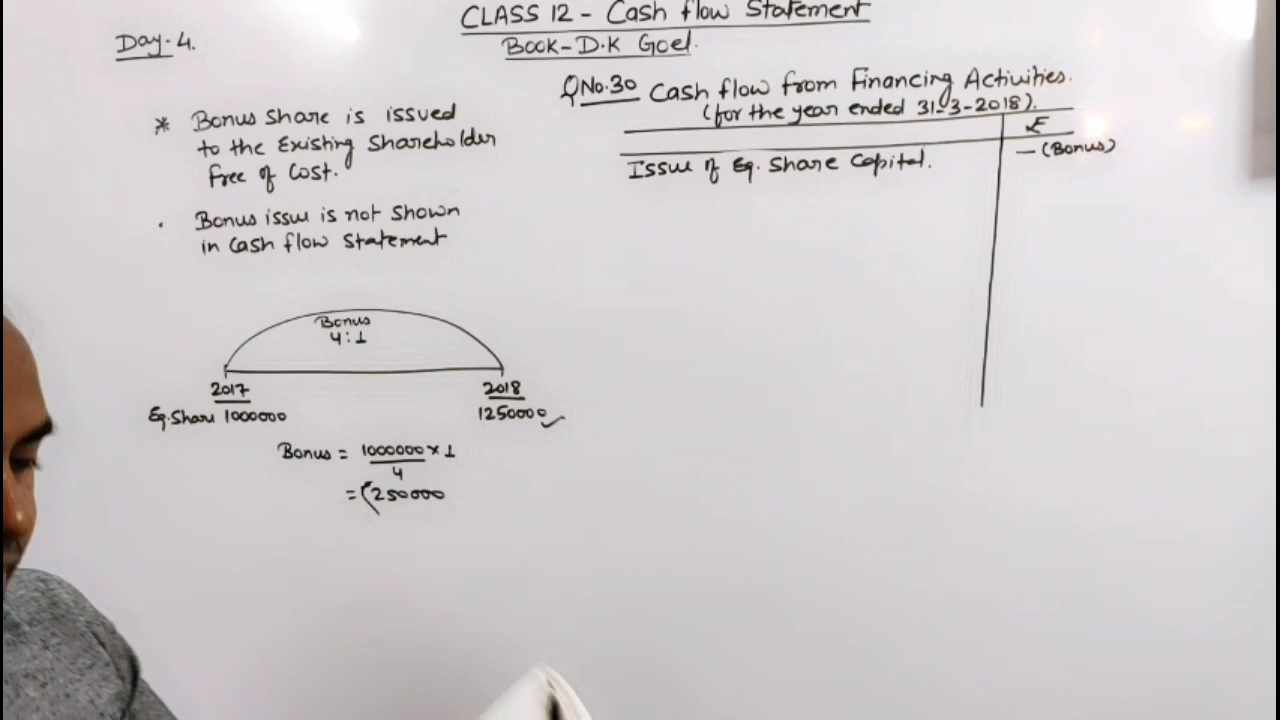 CLASS 12 - Cash flow Statement
Book - D.K Goel.
Day-4.
* Bonus share is issued
to the Existing Shareholder
free of Cost.
. Bonus issue is not shown
in Cash flow Statement
Bonus
4:1
2017
2018
Eq. Share 1000000
1250000 ✓
Bonus = 1000000 × 1
4
= 250000
Q No. 30 Cash flow from Financing Activities.
(for the year ended 31-3-2018).
₹
Issue of Eq. Share Capital.
— (Bonus)